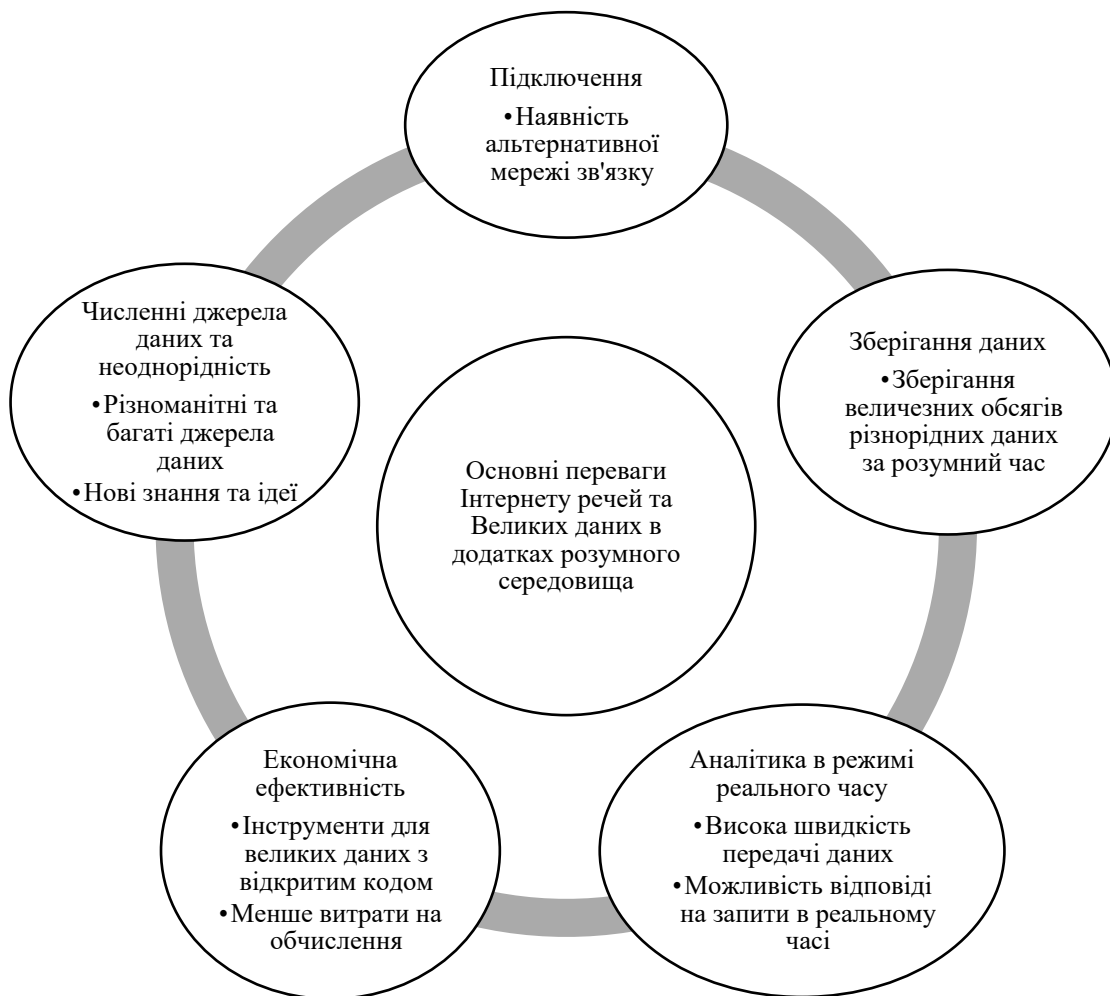 Підключення
•Наявність
альтернативної
мережі зв'язку
Численні джерела
даних та
неоднорідність
•Різноманітні та
багаті джерела
даних
•Нові знання та ідеї
Зберігання даних
•Зберігання
величезних обсягів
різнорідних даних
за розумний час
Основні переваги
Інтернету речей та
Великих даних в
додатках розумного
середовища
Економічна
ефективність
•Інструменти для
великих даних з
відкритим кодом
•Менше витрати на
обчислення
Аналітика в режимі
реального часу
•Висока швидкість
передачі даних
•Можливість відповіді
на запити в реальному
часі